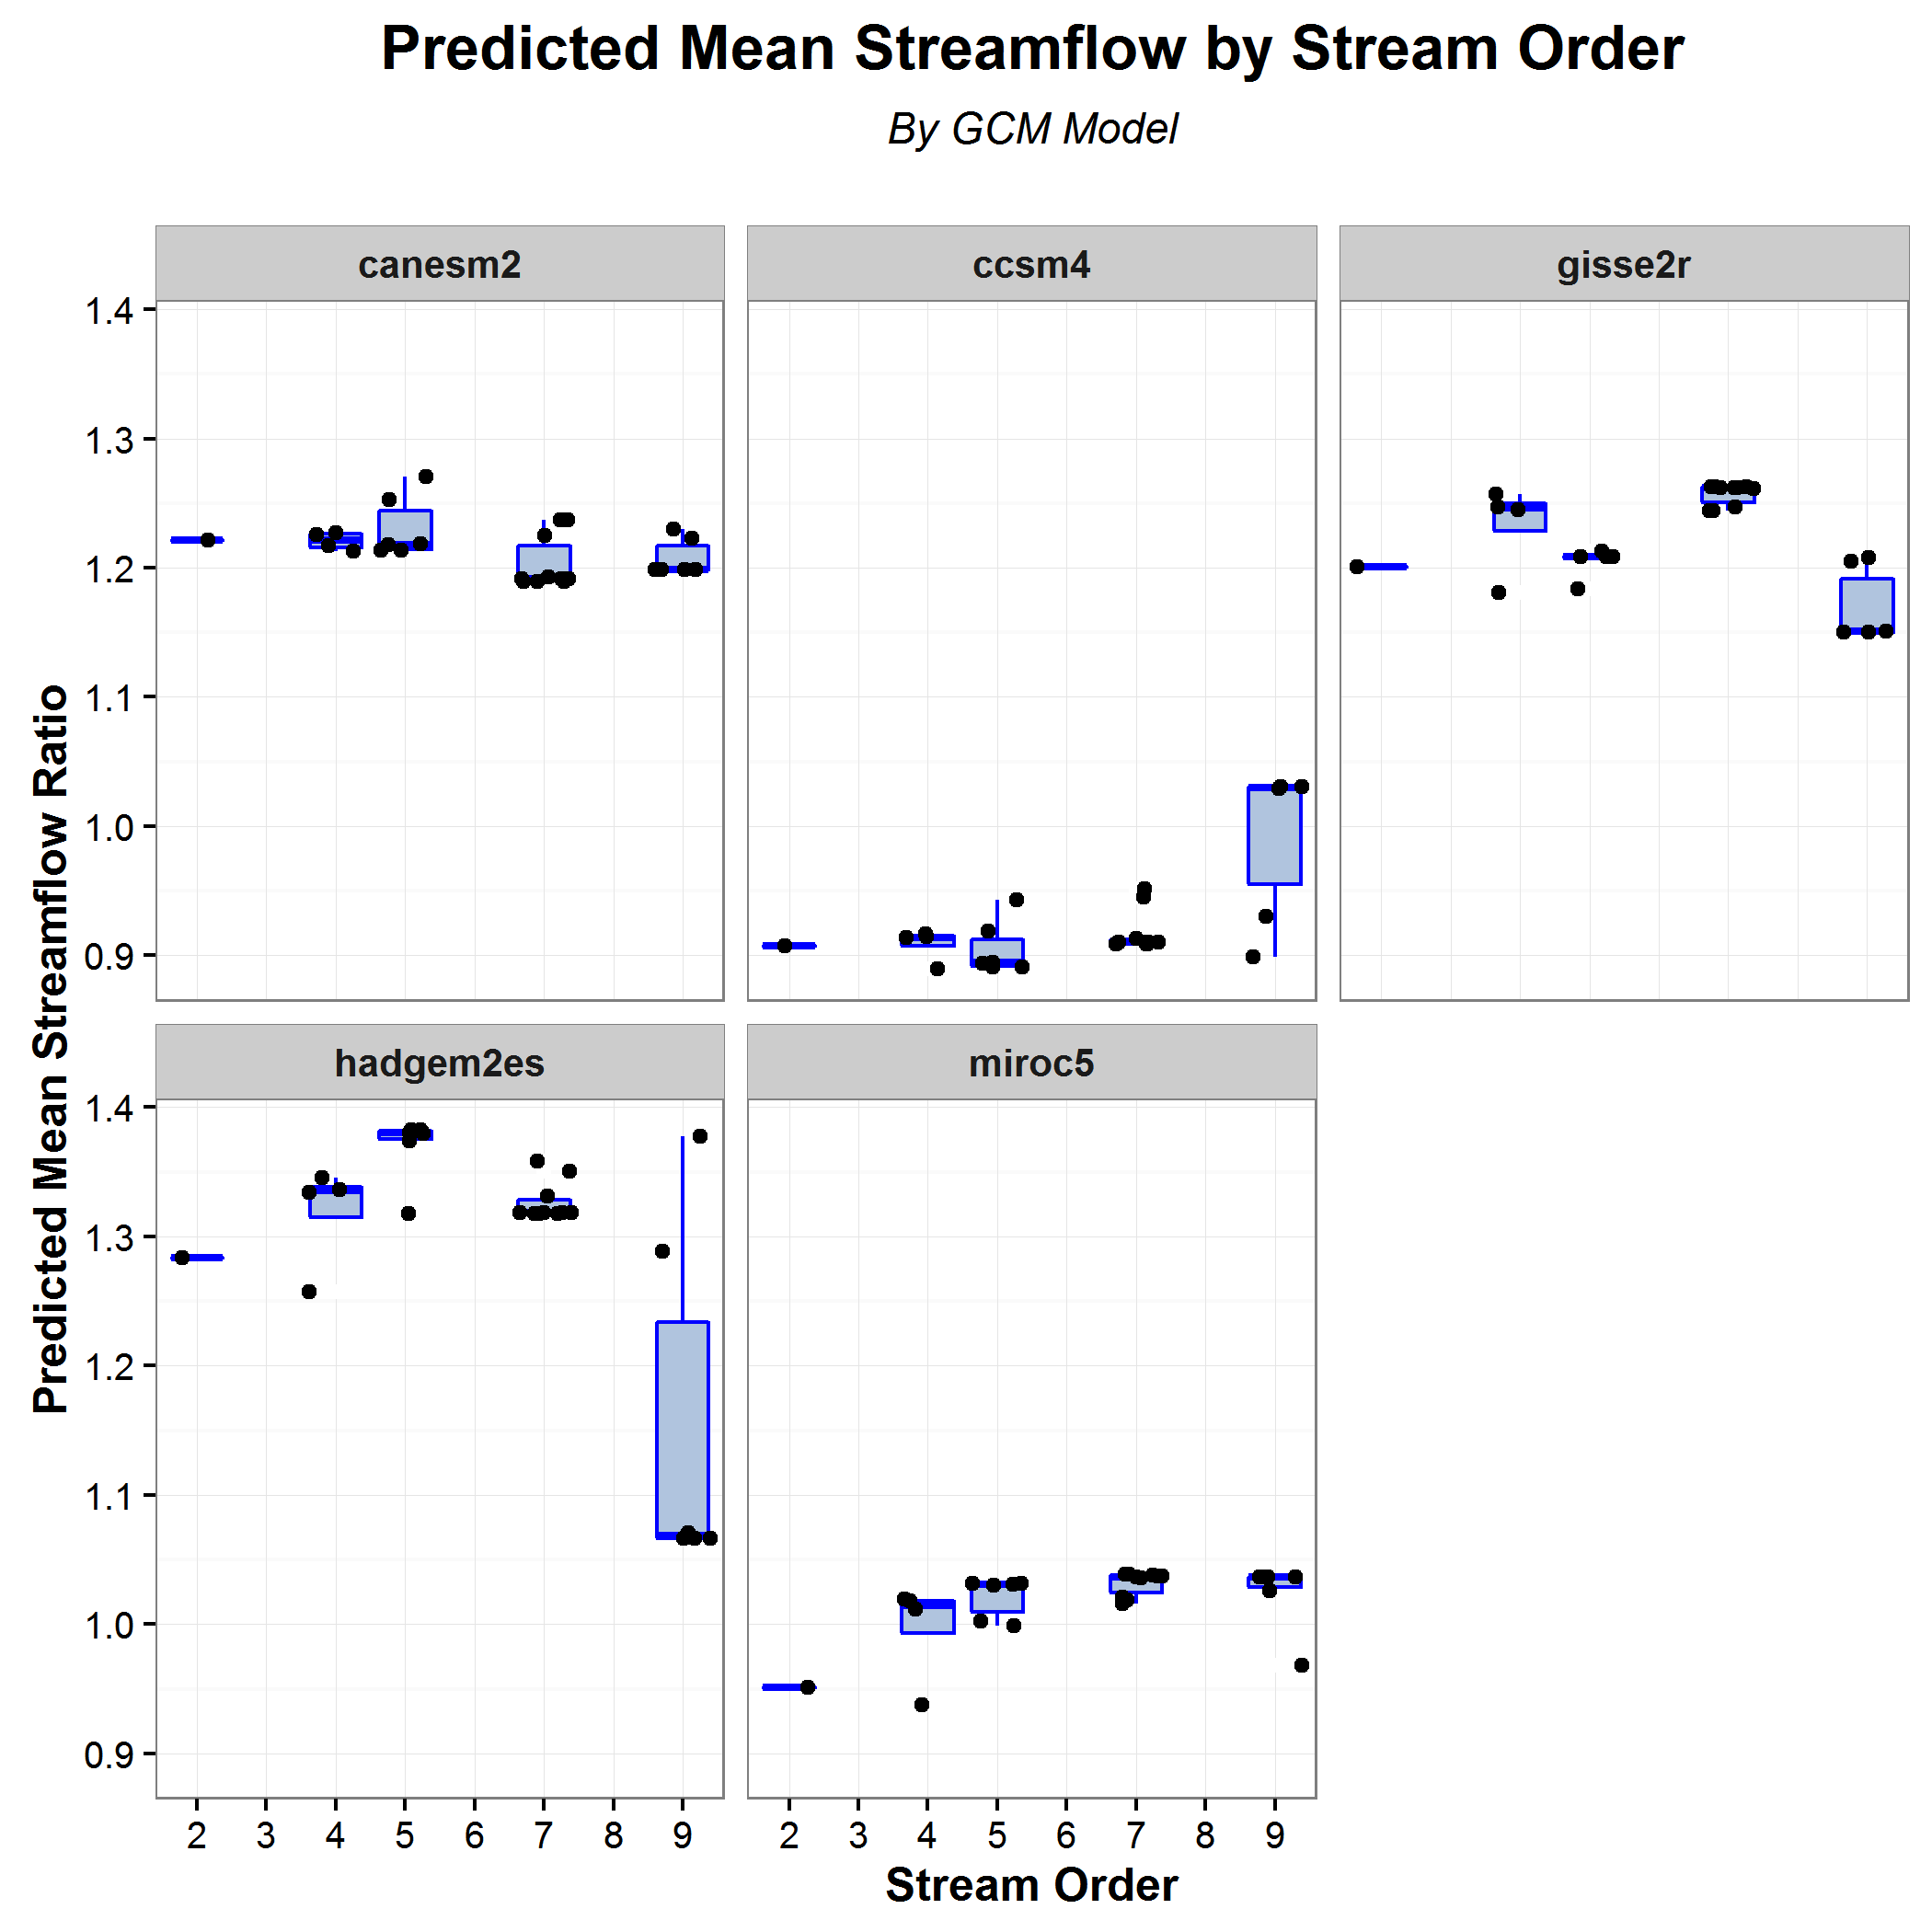 Predicted Mean Streamflow by Stream Order
By GCM Model
canesm2
ccsm4
gisse2r
1.4
1.3
1.2
1.1
1.0
0.9
Predicted Mean Streamflow Ratio
hadgem2es
miroc5
1.4
1.3
1.2
1.1
1.0
0.9
2 3 4 5 6 7 8 9
2 3 4 5 6 7 8 9
Stream Order